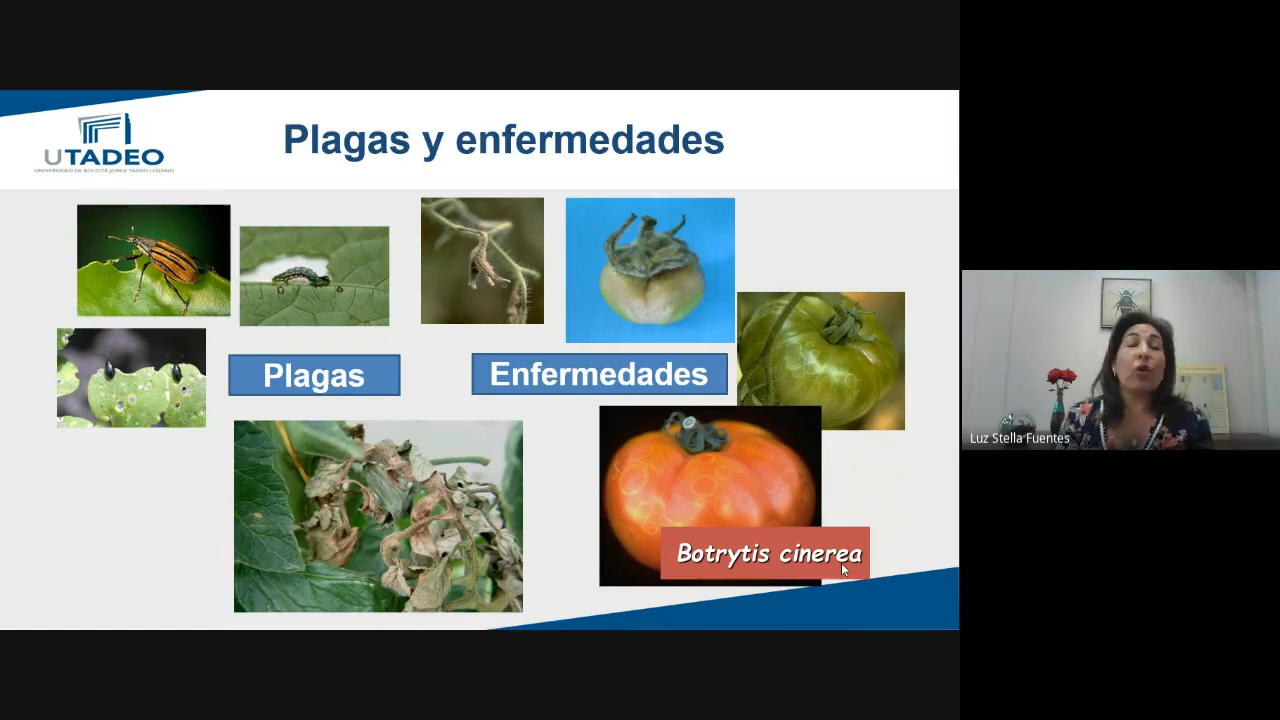 Plagas y enfermedades
UTADEO
UNIVERSIDAD DE BOGOTÁ JORGE TADEO LOZANO
Plagas
Enfermedades
Botrytis cinerea
Luz Stella Fuentes